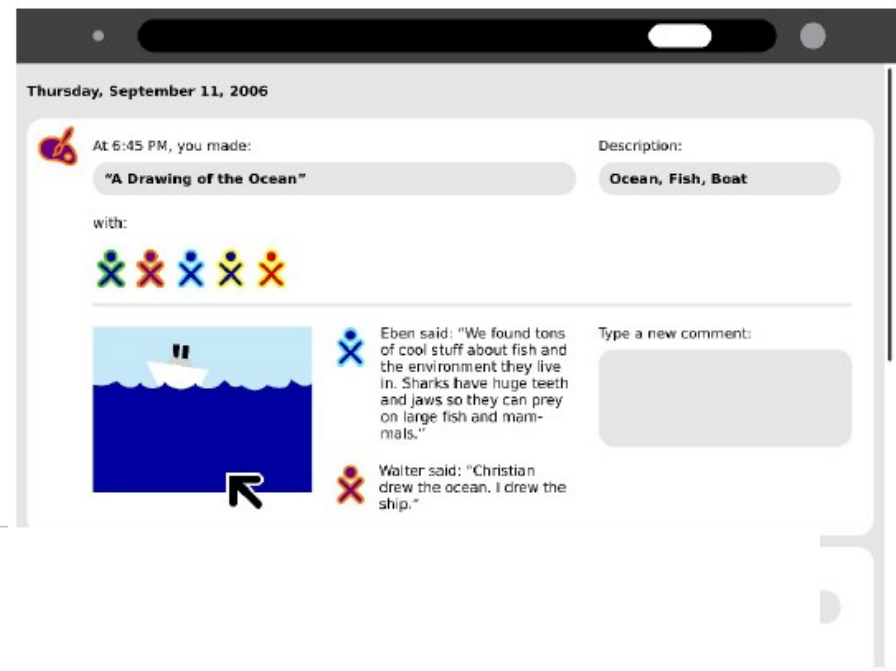 Thursday, September 11, 2006
At 6:45 PM, you made:
Description:
“A Drawing of the Ocean”
Ocean, Fish, Boat
with:
Eben said: “We found tons
of cool stuff about fish and
the environment they live
in. Sharks have huge teeth
and jaws so they can prey
on large fish and mam-
mals.”
Type a new comment:
Walter said: “Christian
drew the ocean. I drew the
ship.”